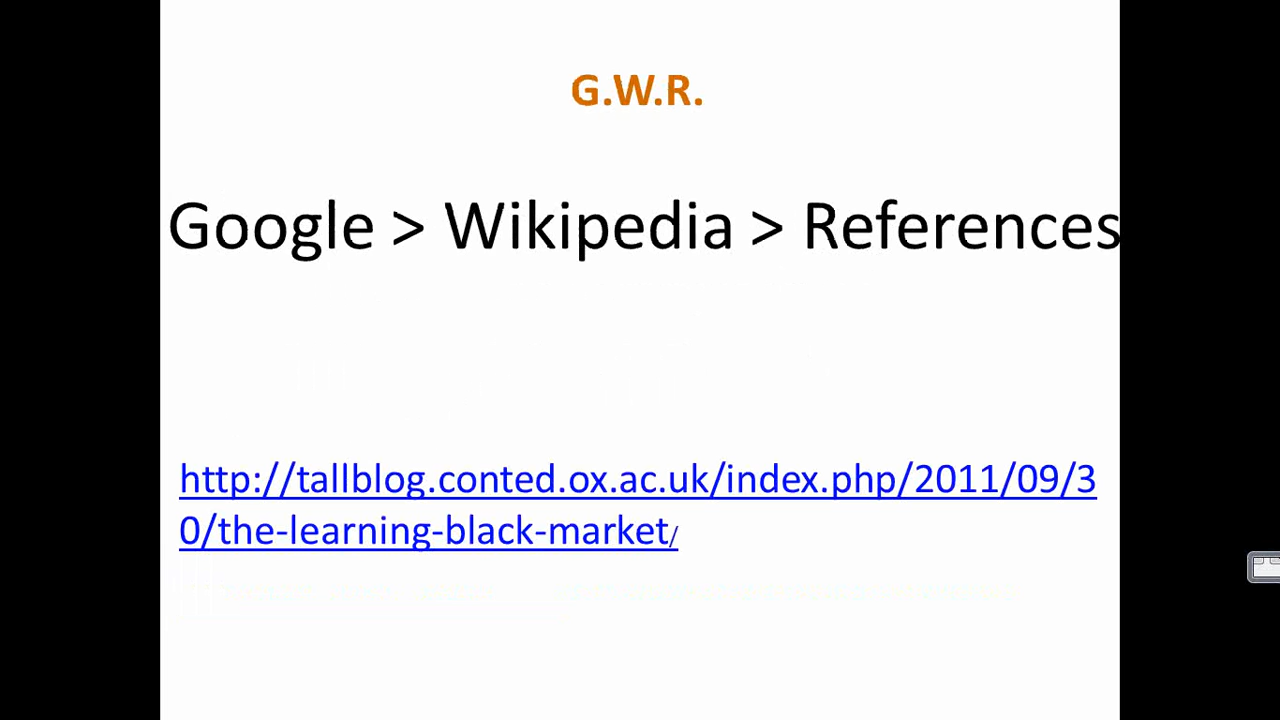 G.W.R.
Google > Wikipedia > References
http://tallblog.conted.ox.ac.uk/index.php/2011/09/3
0/the-learning-black-market/